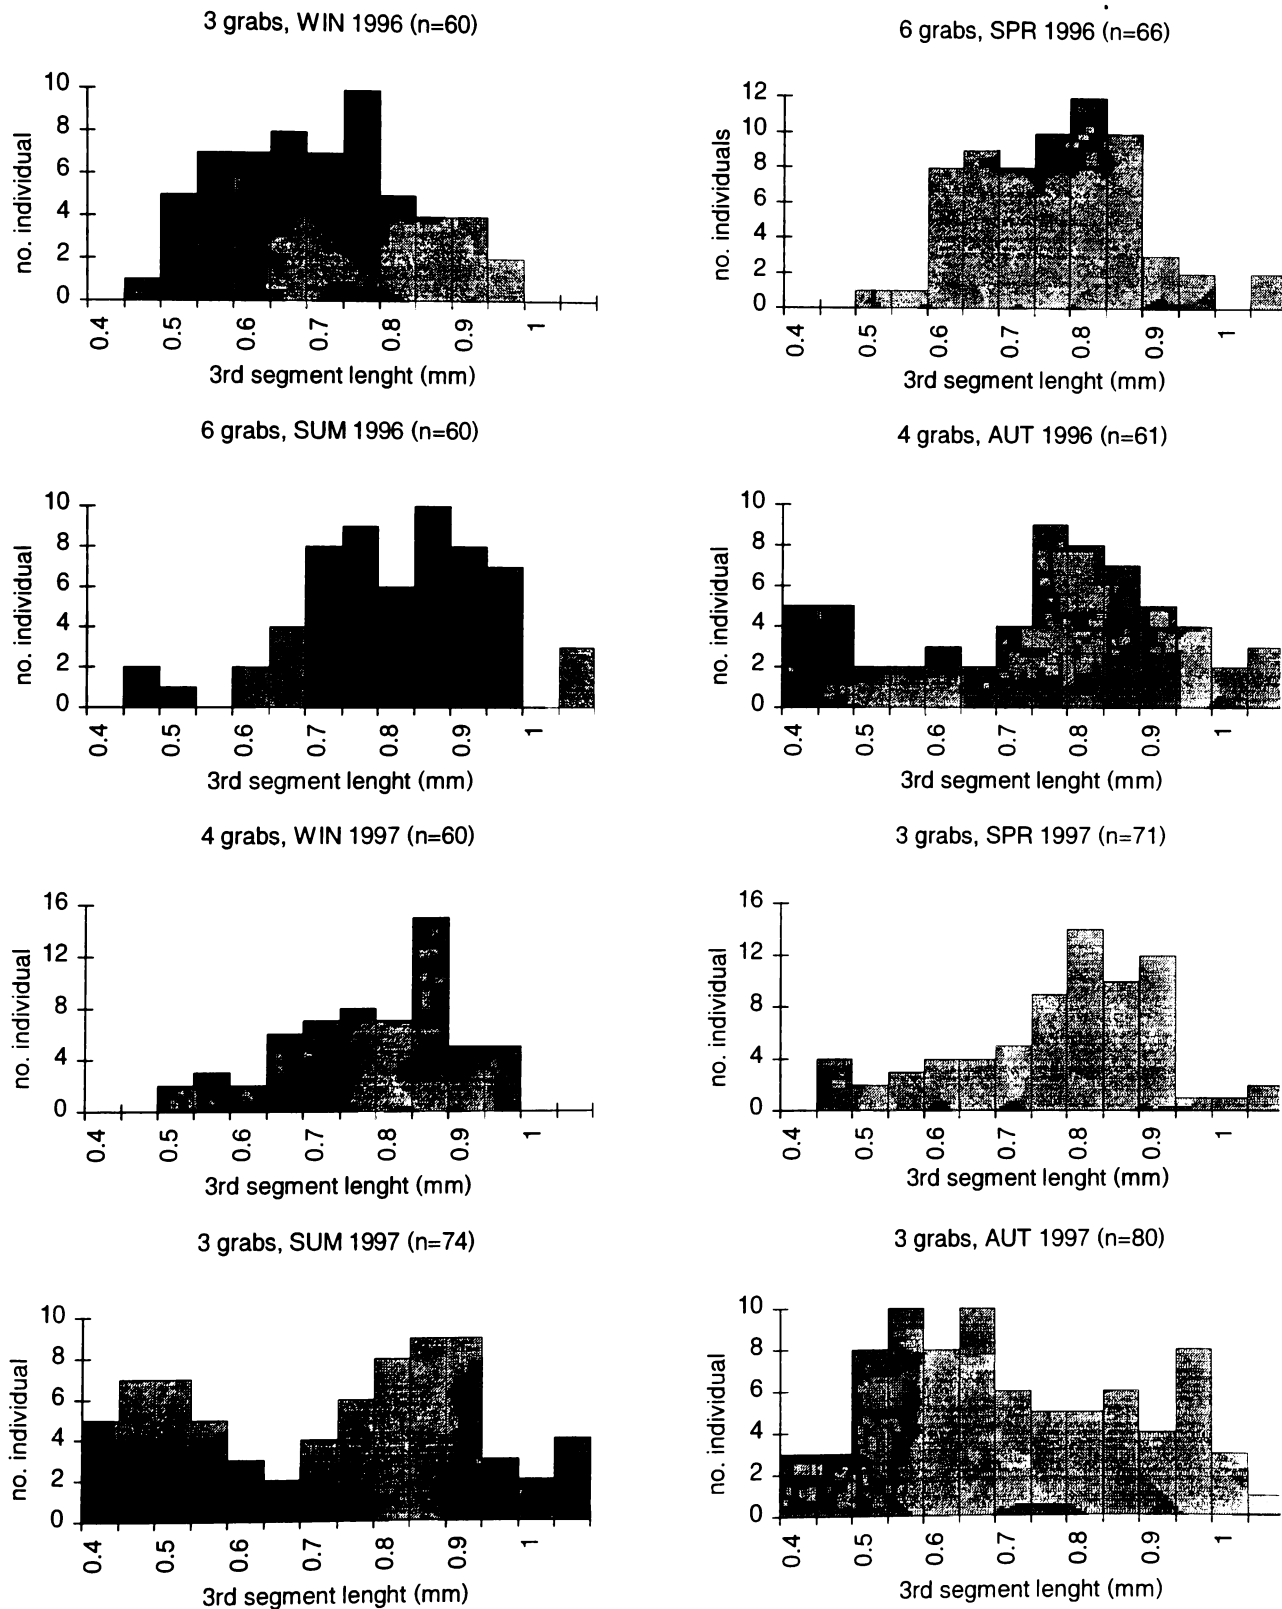 3 grabs, WIN 1996 (n=60)
10
8
6
4
2
0
no. individual
0.4 0.5 0.6 0.7 0.8 0.9 1
3rd segment lenght (mm)
6 grabs, SPR 1996 (n=66)
12
10
8
6
4
2
0
no. individuals
0.4 0.5 0.6 0.7 0.8 0.9 1
3rd segment lenght (mm)
6 grabs, SUM 1996 (n=60)
10
8
6
4
2
0
no. individual
0.4 0.5 0.6 0.7 0.8 0.9 1
3rd segment lenght (mm)
4 grabs, AUT 1996 (n=61)
10
8
6
4
2
0
no. individual
0.4 0.5 0.6 0.7 0.8 0.9 1
3rd segment lenght (mm)
4 grabs, WIN 1997 (n=60)
16
12
8
4
0
no. individual
0.4 0.5 0.6 0.7 0.8 0.9 1
3rd segment lenght (mm)
3 grabs, SPR 1997 (n=71)
16
12
8
4
0
no. individual
0.4 0.5 0.6 0.7 0.8 0.9 1
3rd segment lenght (mm)
3 grabs, SUM 1997 (n=74)
10
8
6
4
2
0
no. individual
0.4 0.5 0.6 0.7 0.8 0.9 1
3rd segment lenght (mm)
3 grabs, AUT 1997 (n=80)
10
8
6
4
2
0
no. individual
0.4 0.5 0.6 0.7 0.8 0.9 1
3rd segment lenght (mm)